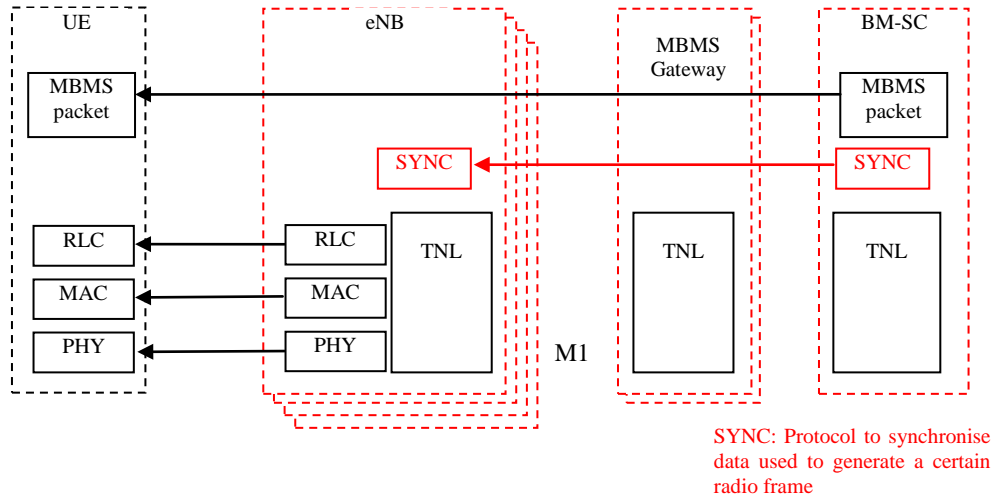 UE
eNB
MBMS
Gateway
BM-SC
MBMS
packet
MBMS
packet
SYNC
SYNC
RLC
RLC
TNL
TNL
TNL
MAC
MAC
PHY
PHY
M1
SYNC: Protocol to synchronise
data used to generate a certain
radio frame